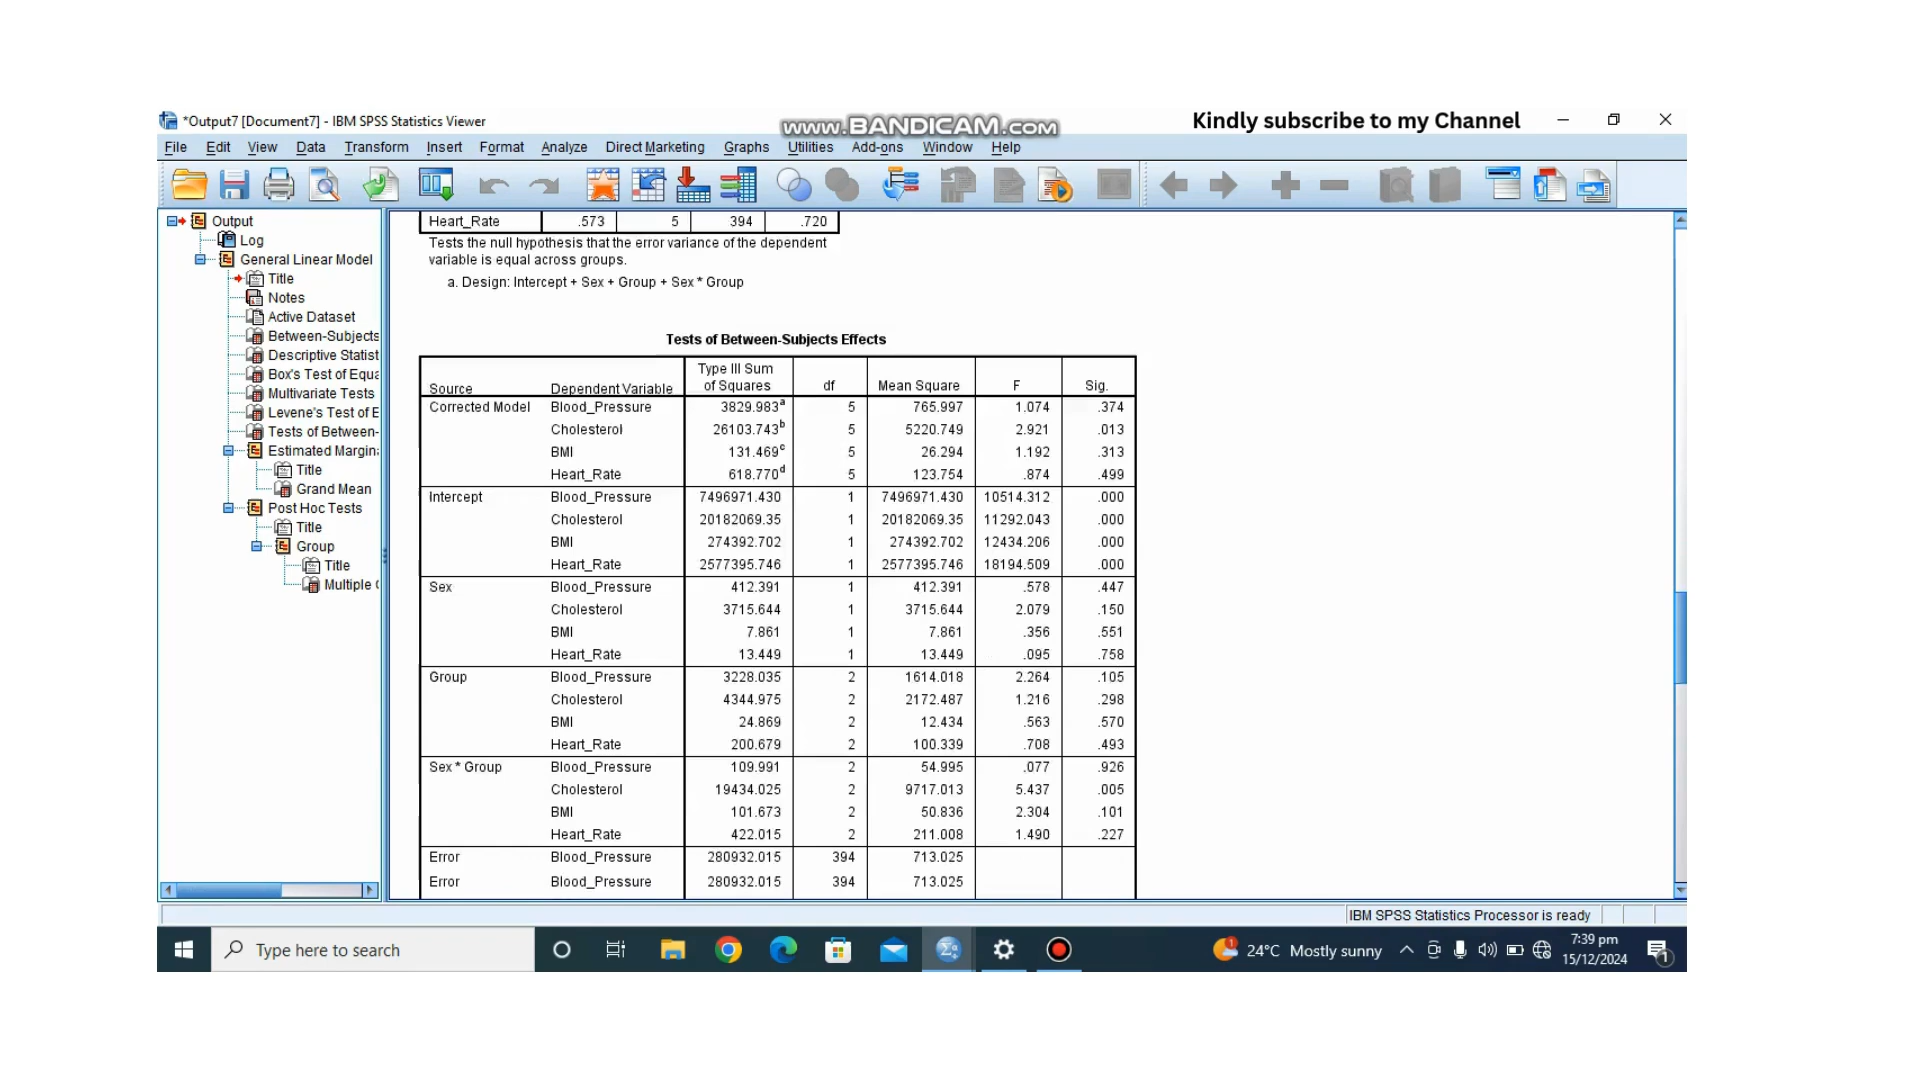 *Output7 [Document7] - IBM SPSS Statistics Viewer
www.BANDICAM.com
Kindly subscribe to my Channel
File Edit View Data Transform Insert Format Analyze Direct Marketing Graphs Utilities Add-ons Window Help
Output
Log
General Linear Model
Title
Notes
Active Dataset
Between-Subjects
Descriptive Statist
Box's Test of Equa
Multivariate Tests
Levene's Test of E
Tests of Between-
Estimated Margin
Title
Grand Mean
Post Hoc Tests
Title
Group
Title
Multiple C
Heart_Rate .573 5 394 .720
Tests the null hypothesis that the error variance of the dependent
variable is equal across groups.
a. Design: Intercept + Sex + Group + Sex * Group
Tests of Between-Subjects Effects
Source Dependent Variable Type III Sum of Squares df Mean Square F Sig.
Corrected Model Blood_Pressure 3829.983a 5 765.997 1.074 .374
Cholesterol 26103.743b 5 5220.749 2.921 .013
BMI 131.469c 5 26.294 1.192 .313
Heart_Rate 618.770d 5 123.754 .874 .499
Intercept Blood_Pressure 7496971.430 1 7496971.430 10514.312 .000
Cholesterol 20182069.35 1 20182069.35 11292.043 .000
BMI 274392.702 1 274392.702 12434.206 .000
Heart_Rate 2577395.746 1 2577395.746 18194.509 .000
Sex Blood_Pressure 412.391 1 412.391 .578 .447
Cholesterol 3715.644 1 3715.644 2.079 .150
BMI 7.861 1 7.861 .356 .551
Heart_Rate 13.449 1 13.449 .095 .758
Group Blood_Pressure 3228.035 2 1614.018 2.264 .105
Cholesterol 4344.975 2 2172.487 1.216 .298
BMI 24.869 2 12.434 .563 .570
Heart_Rate 200.679 2 100.339 .708 .493
Sex * Group Blood_Pressure 109.991 2 54.995 .077 .926
Cholesterol 19434.025 2 9717.013 5.437 .005
BMI 101.673 2 50.836 2.304 .101
Heart_Rate 422.015 2 211.008 1.490 .227
Error Blood_Pressure 280932.015 394 713.025
Error Blood_Pressure 280932.015 394 713.025
IBM SPSS Statistics Processor is ready
Type here to search
24°C Mostly sunny
7:39 pm
15/12/2024
1